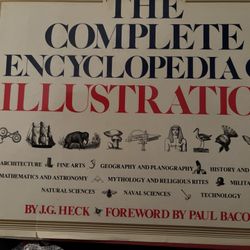 THE
COMPLETE
ENCYCLOPEDIA O
ILLUSTRATIO
ARCHITECTURE FINE ARTS GEOGRAPHY AND PLANOGRAPHY HISTORY AND
MATHEMATICS AND ASTRONOMY MYTHOLOGY AND RELIGIOUS RITES MILITA
NATURAL SCIENCES NAVAL SCIENCES TECHNOLOGY
BY J.G. HECK FOREWORD BY PAUL BACO